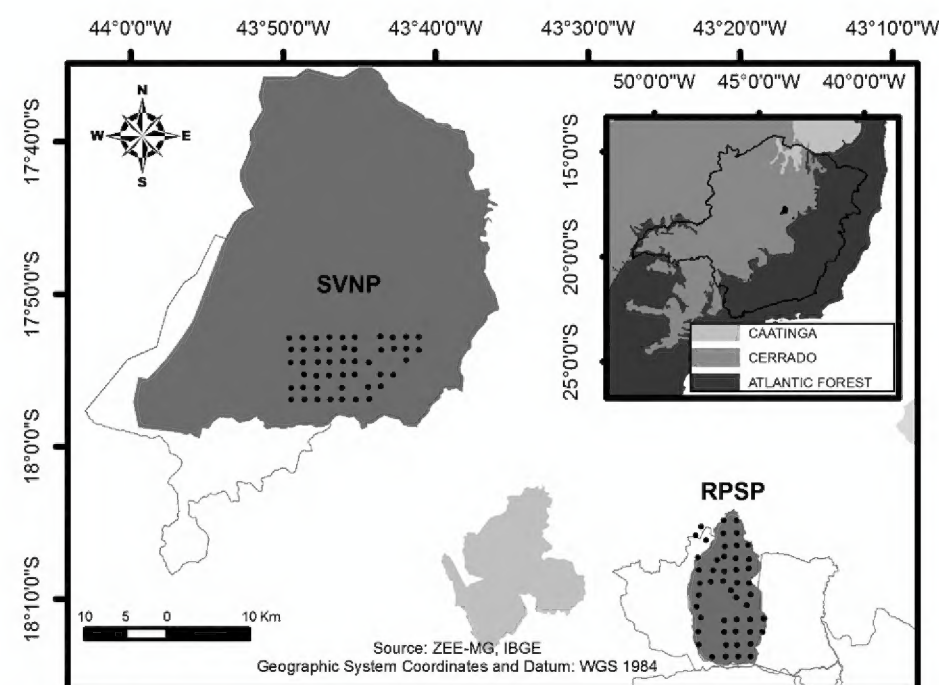 44°0'0"W 43°50'0"W 43°40'0"W 43°30'0"W 43°20'0"W 43°10'0"W
50°0'0"W 45°0'0"W 40°0'0"W
N
W E
S
17°40'0"S
17°50'0"S
18°0'0"S
18°10'0"S
15°0'0"S
20°0'0"S
25°0'0"S
SVNP
CAATINGA
CERRADO
ATLANTIC FOREST
RPSP
10 5 0 10 Km
Source: ZEE-MG, IBGE
Geographic System Coordinates and Datum: WGS 1984